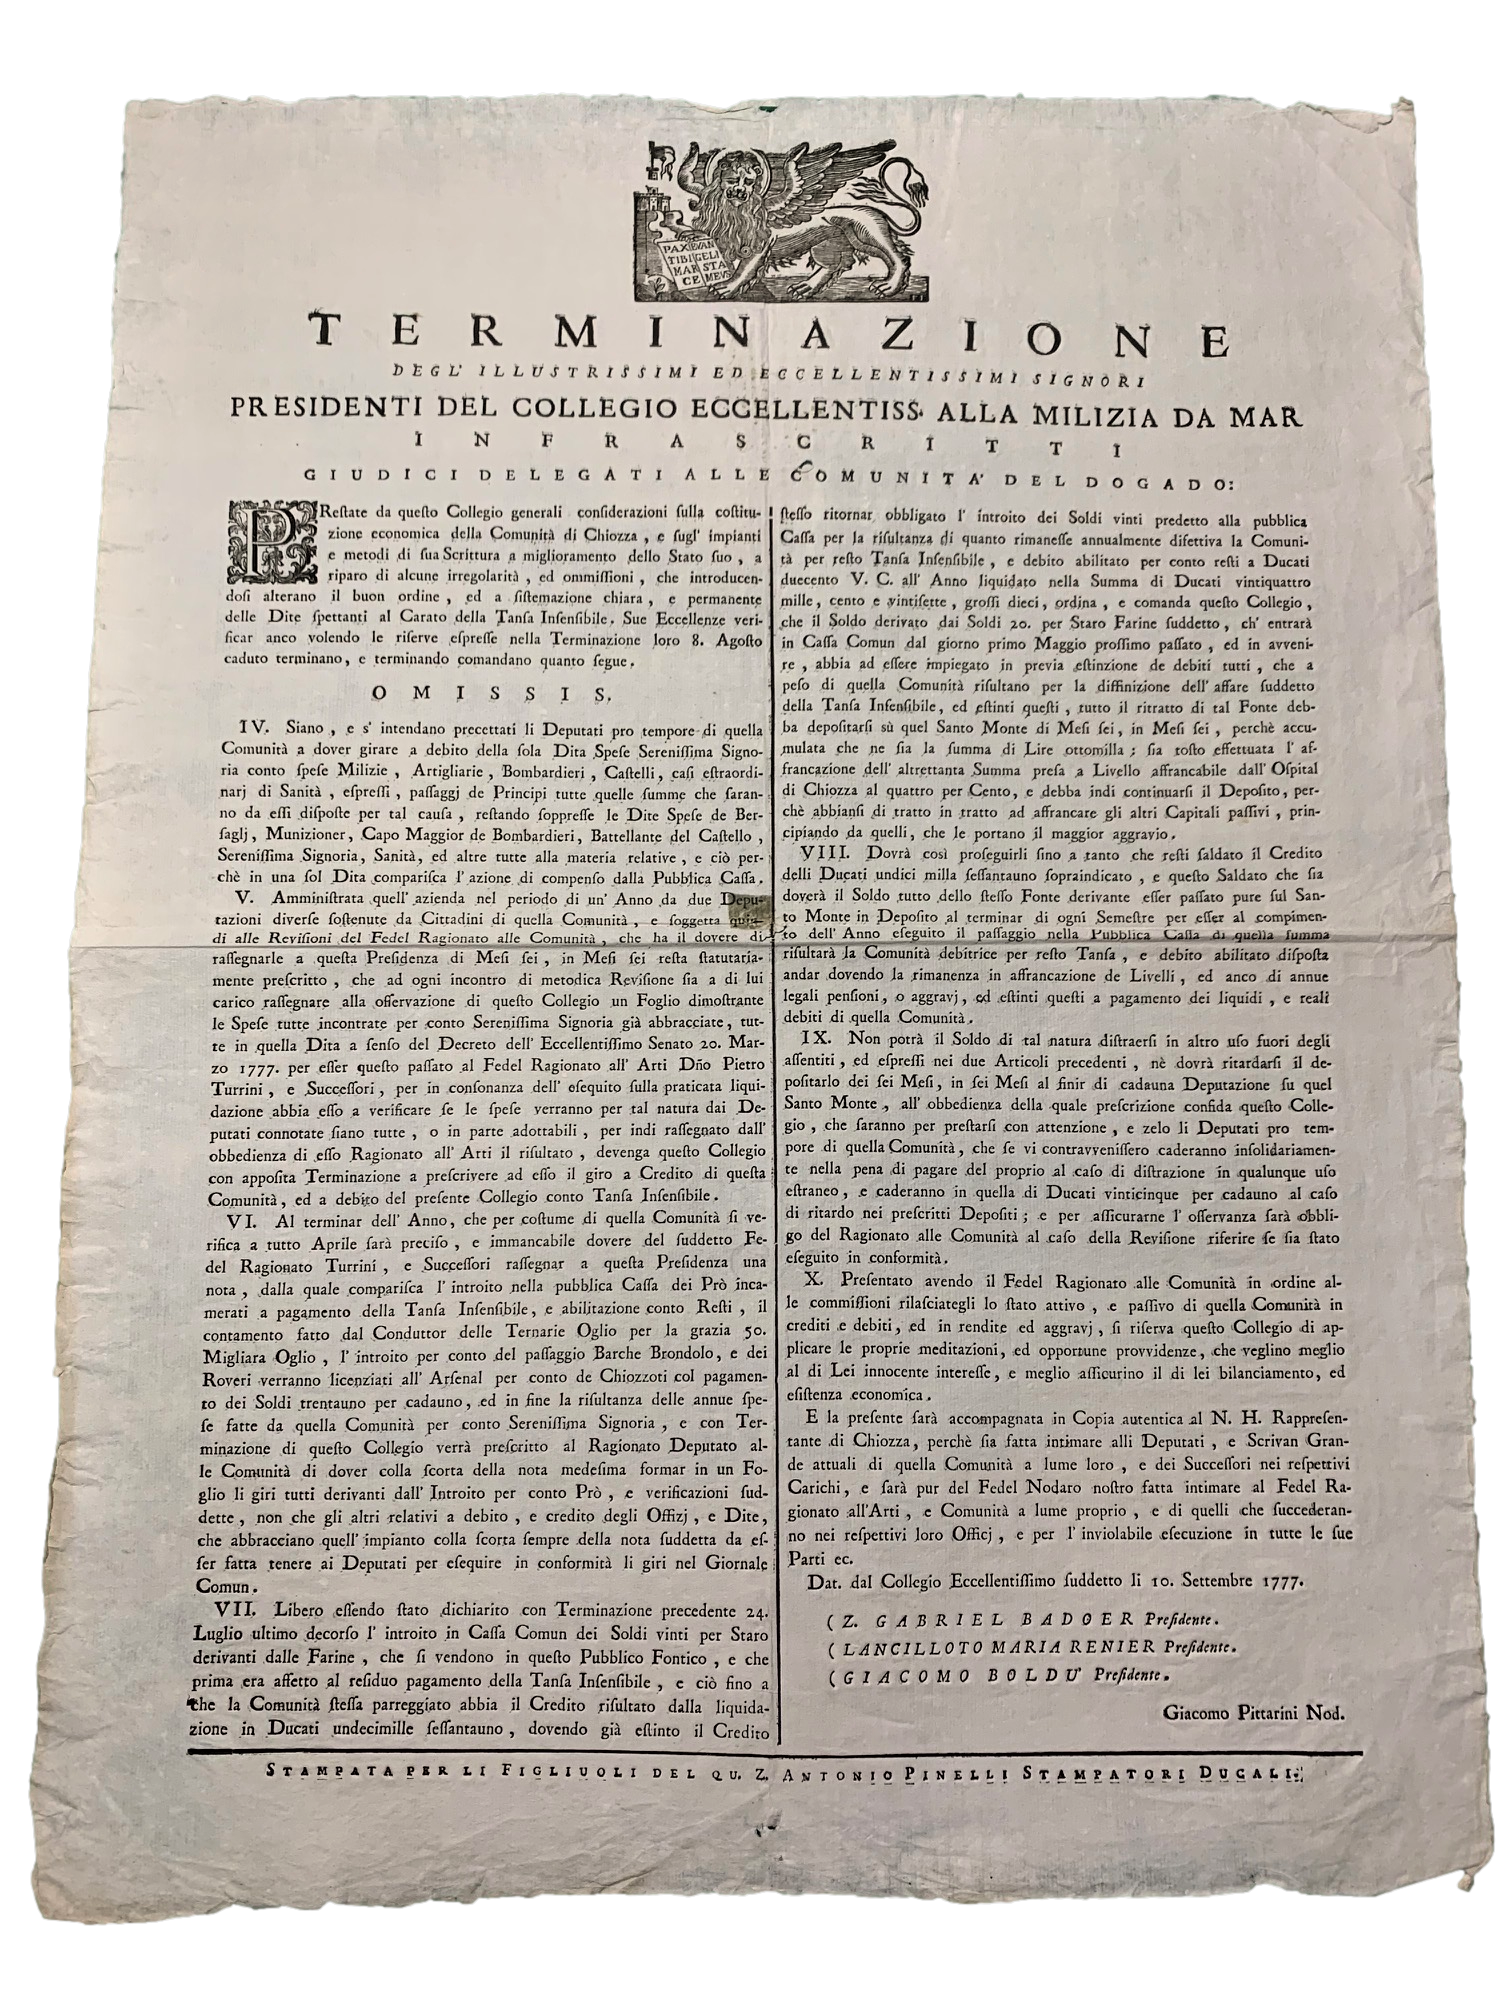 PAX EVAN
TIBI GELI
MAR STA
CE MEVS
TERMINAZIONE
DEGL' ILLUSTRISSIMI ED ECCELLENTISSIMI SIGNORI
PRESIDENTI DEL COLLEGIO ECCELLENTISS. ALLA MILIZIA DA MAR
INFRASCRITTI
GIUDICI DELEGATI ALLE COMUNITA' DEL DOGADO:
PReſtate da queſto Collegio generali conſiderazioni ſulla coſtitu-
zione economica della Comunità di Chiozza, e ſugl' impianti
e metodi di ſua Scrittura a miglioramento dello Stato ſuo, a
riparo di alcune irregolarità, ed ommiſſioni, che introducen-
doſi alterano il buon ordine, ed a ſiſtemazione chiara, e permanente
delle Dite ſpettanti al Carato della Tanſa Inſenſibile. Sue Eccellenze veri-
ficar anco volendo le riſerve eſpreſſe nella Terminazione loro 8. Agoſto
caduto terminano, e terminando comandano quanto ſegue.
OMISSIS.
IV. Siano, e s' intendano precettati li Deputati pro tempore di quella
Comunità a dover girare a debito della ſola Dita Speſe Sereniſſima Signo-
ria conto ſpeſe Milizie, Artigliarie, Bombardieri, Caſtelli, caſi eſtraordi-
narj di Sanità, eſpreſſi, paſſaggj de Principi tutte quelle ſumme che ſaran-
no da eſſi diſpoſte per tal cauſa, reſtando ſoppreſſe le Dite Speſe de Ber-
ſaglj, Munizioner, Capo Maggior de Bombardieri, Battellante del Caſtello,
Sereniſſima Signoria, Sanità, ed altre tutte alla materia relative, e ciò per-
chè in una ſol Dita compariſca l' azione di compenſo dalla Pubblica Caſſa.
V. Amminiſtrata quell' azienda nel periodo di un' Anno da due Depu-
tazioni diverſe ſoſtenute da Cittadini di quella Comunità, e ſoggetta quin-
di alle Reviſioni del Fedel Ragionato alle Comunità, che ha il dovere di
raſſegnarle a queſta Preſidenza di Meſi ſei, in Meſi ſei reſta ſtatutaria-
mente preſcritto, che ad ogni incontro di metodica Reviſione ſia a di lui
carico raſſegnare alla oſſervazione di queſto Collegio un Foglio dimoſtrante
le Speſe tutte incontrate per conto Sereniſſima Signoria già abbracciate, tut-
te in quella Dita a ſenſo del Decreto dell' Eccellentiſſimo Senato 20. Mar-
zo 1777. per eſſer queſto paſſato al Fedel Ragionato all' Arti Dño Pietro
Turrini, e Succeſſori, per in conſonanza dell' eſequito ſulla praticata liqui-
dazione abbia eſſo a verificare ſe le ſpeſe verranno per tal natura dai De-
putati connotate ſiano tutte, o in parte adottabili, per indi raſſegnato dall'
obbedienza di eſſo Ragionato all' Arti il riſultato, devenga queſto Collegio
con appoſita Terminazione a preſcrivere ad eſſo il giro a Credito di queſta
Comunità, ed a debito del preſente Collegio conto Tanſa Inſenſibile.
VI. Al terminar dell' Anno, che per coſtume di quella Comunità ſi ve-
rifica a tutto Aprile ſarà preciſo, e immancabile dovere del ſuddetto Fe-
del Ragionato Turrini, e Succeſſori raſſegnar a queſta Preſidenza una
nota, dalla quale compariſca l' introito nella pubblica Caſſa dei Prò inca-
merati a pagamento della Tanſa Inſenſibile, e abilitazione conto Reſti, il
contamento fatto dal Conduttor delle Ternarie Oglio per la grazia 50.
Migliara Oglio, l' introito per conto del paſſaggio Barche Brondolo, e dei
Roveri verranno licenziati all' Arſenal per conto de Chiozzoti col pagamen-
to dei Soldi trentauno per cadauno, ed in fine la riſultanza delle annue ſpe-
ſe fatte da quella Comunità per conto Sereniſſima Signoria, e con Ter-
minazione di queſto Collegio verrà preſcritto al Ragionato Deputato al-
le Comunità di dover colla ſcorta della nota medeſima formar in un Fo-
glio li giri tutti derivanti dall' Introito per conto Prò, e verificazioni ſud-
dette, non che gli altri relativi a debito, e credito degli Offizj, e Dite,
che abbracciano quell' impianto colla ſcorta ſempre della nota ſuddetta da eſ-
ſer fatta tenere ai Deputati per eſequire in conformità li giri nel Giornale
Comun.
VII. Libero eſſendo ſtato dichiarito con Terminazione precedente 24.
Luglio ultimo decorſo l' introito in Caſſa Comun dei Soldi vinti per Staro
derivanti dalle Farine, che ſi vendono in queſto Pubblico Fontico, e che
prima era affetto al reſiduo pagamento della Tanſa Inſenſibile, e ciò fino a
che la Comunità ſteſſa parreggiato abbia il Credito riſultato dalla liquida-
zione in Ducati undecimille ſeſſantauno, dovendo già eſtinto il Credito
ſteſſo ritornar obbligato l' introito dei Soldi vinti predetto alla pubblica
Caſſa per la riſultanza di quanto rimaneſſe annualmente difettiva la Comuni-
tà per reſto Tanſa Inſenſibile, e debito abilitato per conto reſti a Ducati
duecento V. C. all' Anno liquidato nella Summa di Ducati vintiquattro
mille, cento e vintiſette, groſſi dieci, ordina, e comanda queſto Collegio,
che il Soldo derivato dai Soldi 20. per Staro Farine ſuddetto, ch' entrarà
in Caſſa Comun dal giorno primo Maggio proſſimo paſſato, ed in avveni-
re, abbia ad eſſere impiegato in previa eſtinzione de debiti tutti, che a
peſo di quella Comunità riſultano per la diffinizione dell' affare ſuddetto
della Tanſa Inſenſibile, ed eſtinti queſti, tutto il ritratto di tal Fonte deb-
ba depoſitarſi sù quel Santo Monte di Meſi ſei, in Meſi ſei, perchè accu-
mulata che ne ſia la ſumma di Lire ottomilla; ſia toſto effettuata l' af-
francazione dell' altrettanta Summa preſa a Livello affrancabile dall' Oſpital
di Chiozza al quattro per Cento, e debba indi continuarſi il Depoſito, per-
chè abbianſi di tratto in tratto ad affrancare gli altri Capitali paſſivi, prin-
cipiando da quelli, che le portano il maggior aggravio.
VIII. Dovrà così proſeguirſi ſino a tanto che reſti ſaldato il Credito
delli Ducati undici milla ſeſſantauno ſopraindicato, e queſto Saldato che ſia
doverà il Soldo tutto dello ſteſſo Fonte derivante eſſer paſſato pure ſul San-
to Monte in Depoſito al terminar di ogni Semeſtre per eſſer al compimen-
to dell' Anno eſeguito il paſſaggio nella Pubblica Caſſa di quella ſumma
riſultarà la Comunità debitrice per reſto Tanſa, e debito abilitato diſpoſta
andar dovendo la rimanenza in affrancazione de Livelli, ed anco di annue
legali penſioni, o aggravj, ed eſtinti queſti a pagamento dei liquidi, e reali
debiti di quella Comunità.
IX. Non potrà il Soldo di tal natura diſtraerſi in altro uſo fuori degli
aſſentiti, ed eſpreſſi nei due Articoli precedenti, nè dovrà ritardarſi il de-
poſitarlo dei ſei Meſi, in ſei Meſi al finir di cadauna Deputazione ſu quel
Santo Monte, all' obbedienza della quale preſcrizione confida queſto Colle-
gio, che ſaranno per preſtarſi con attenzione, e zelo li Deputati pro tem-
pore di quella Comunità, che ſe vi contravveniſſero caderanno inſolidariamen-
te nella pena di pagare del proprio al caſo di diſtrazione in qualunque uſo
eſtraneo, e caderanno in quella di Ducati vinticinque per cadauno al caſo
di ritardo nei preſcritti Depoſiti; e per aſſicurarne l' oſſervanza ſarà obbli-
go del Ragionato alle Comunità al caſo della Reviſione riferire ſe ſia ſtato
eſeguito in conformità.
X. Preſentato avendo il Fedel Ragionato alle Comunità in ordine al-
le commiſſioni rilaſciategli lo ſtato attivo, e paſſivo di quella Comunità in
crediti e debiti, ed in rendite ed aggravj, ſi riſerva queſto Collegio di ap-
plicare le proprie meditazioni, ed opportune provvidenze, che veglino meglio
al di Lei innocente intereſſe, e meglio aſſicurino il di lei bilanciamento, ed
eſiſtenza economica.
E la preſente ſarà accompagnata in Copia autentica al N. H. Rappreſen-
tante di Chiozza, perchè ſia fatta intimare alli Deputati, e Scrivan Gran-
de attuali di quella Comunità a lume loro, e dei Succeſſori nei reſpettivi
Carichi, e ſarà pur del Fedel Nodaro noſtro fatta intimare al Fedel Ra-
gionato all'Arti, e Comunità a lume proprio, e di quelli che ſuccederan-
no nei reſpettivi loro Officj, e per l' inviolabile eſecuzione in tutte le ſue
Parti ec.
Dat. dal Collegio Eccellentiſſimo ſuddetto li 10. Settembre 1777.
( Z. GABRIEL BADOER Preſidente.
( LANCILLOTO MARIA RENIER Preſidente.
( GIACOMO BOLDU' Preſidente.
Giacomo Pittarini Nod.
STAMPATA PER LI FIGLIUOLI DEL QU. Z. ANTONIO PINELLI STAMPATORI DUCALI.